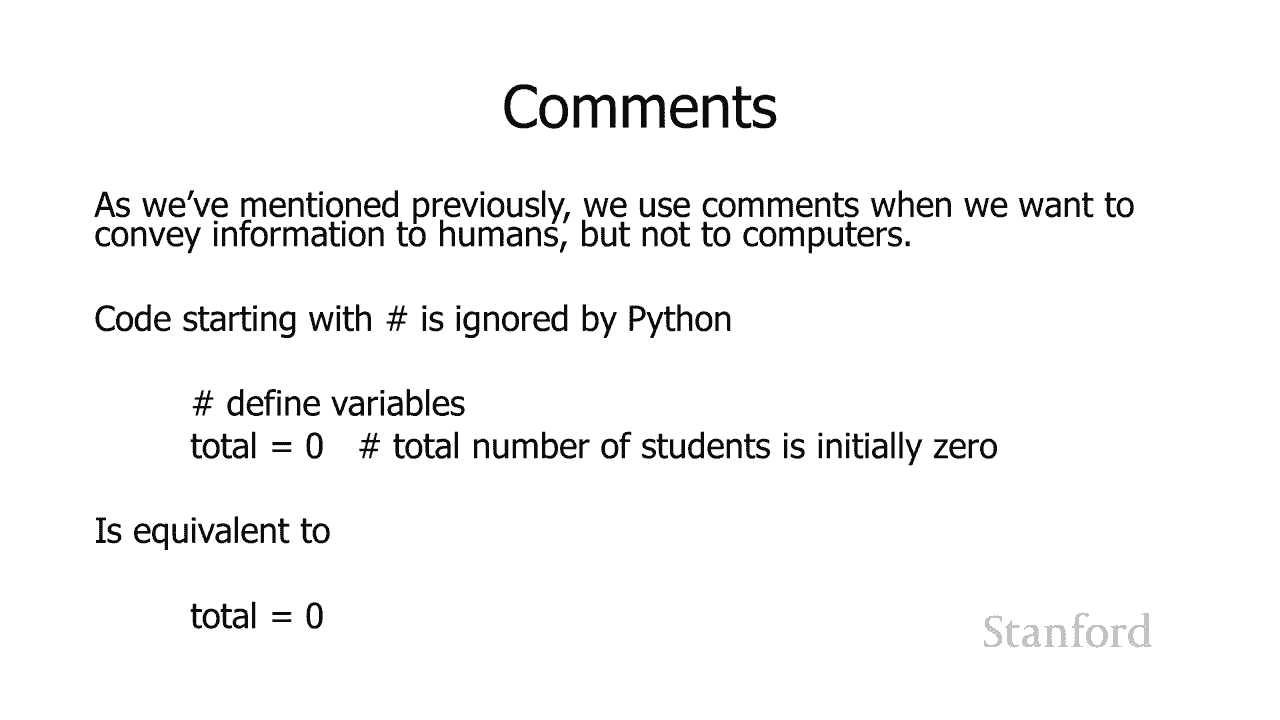 Comments
As we’ve mentioned previously, we use comments when we want to
convey information to humans, but not to computers.
Code starting with # is ignored by Python
# define variables
total = 0   # total number of students is initially zero
Is equivalent to
total = 0
Stanford